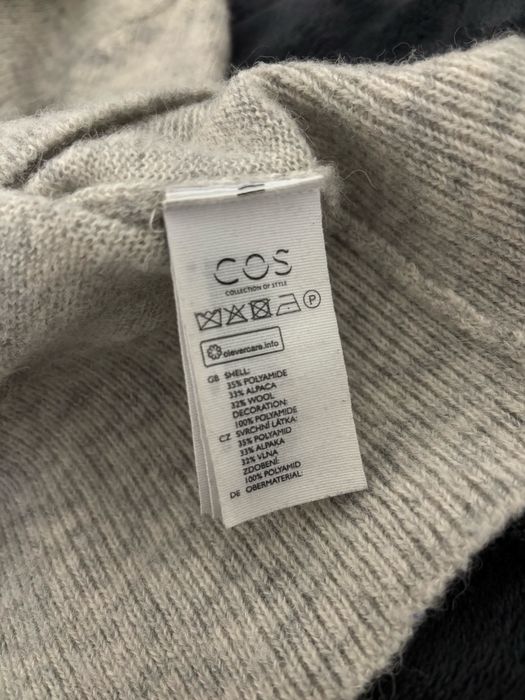 COS
COLLECTION OF STYLE
P
clevercare.info
GB SHELL:
35% POLYAMIDE
33% ALPACA
32% WOOL
DECORATION:
100% POLYAMIDE
CZ SVRCHNÍ LÁTKA:
35% POLYAMID
33% ALPAKA
32% VLNA
ZDOBENÍ:
100% POLYAMID
DE OBERMATERIAL: